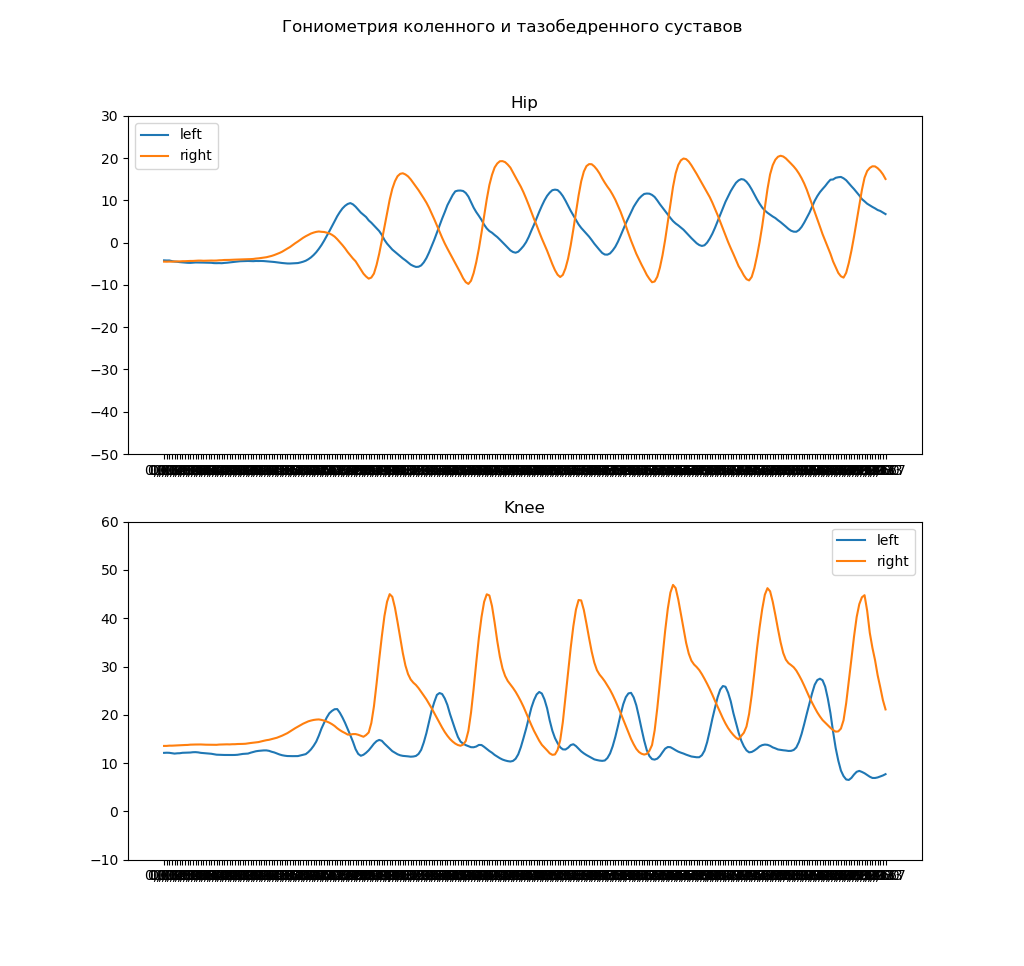 Гониометрия коленного и тазобедренного суставов
Hip
30
20
10
0
−10
−20
−30
−40
−50
left
right
Knee
60
50
40
30
20
10
0
−10
left
right